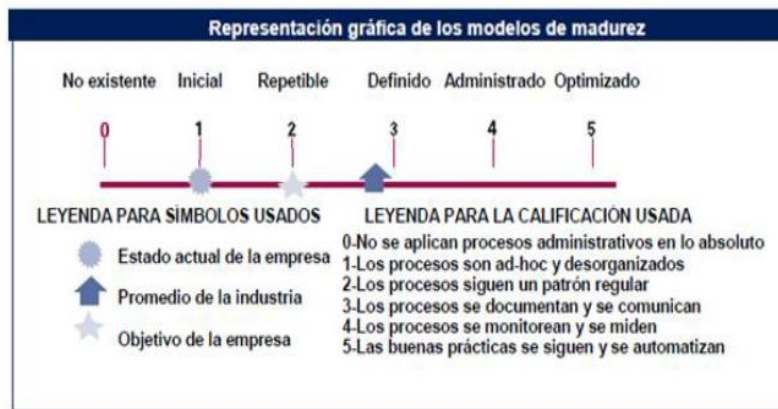 Representación gráfica de los modelos de madurez
No existente Inicial Repetible Definido Administrado Optimizado
0 1 2 3 4 5
LEYENDA PARA SÍMBOLOS USADOS
Estado actual de la empresa
Promedio de la industria
Objetivo de la empresa
LEYENDA PARA LA CALIFICACIÓN USADA
0-No se aplican procesos administrativos en lo absoluto
1-Los procesos son ad-hoc y desorganizados
2-Los procesos siguen un patrón regular
3-Los procesos se documentan y se comunican
4-Los procesos se monitorean y se miden
5-Las buenas prácticas se siguen y se automatizan